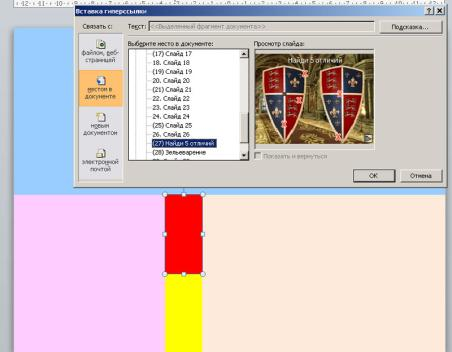 Вставка гиперссылки
Связать с:
Текст: <<Выделенный фрагмент документа>>
Подсказка...
файлом, веб-страницей
местом в документе
новым документом
электронной почтой
Выберите место в документе:
(17) Слайд 17
18. Слайд 18
(19) Слайд 19
20. Слайд 20
(21) Слайд 21
22. Слайд 22
23. Слайд 23
24. Слайд 24
(25) Слайд 25
26. Слайд 26
(27) Найди 5 отличий
(28) Зельеварение
Просмотр слайда:
Найди 5 отличий
Показать и вернуться
ОК
Отмена